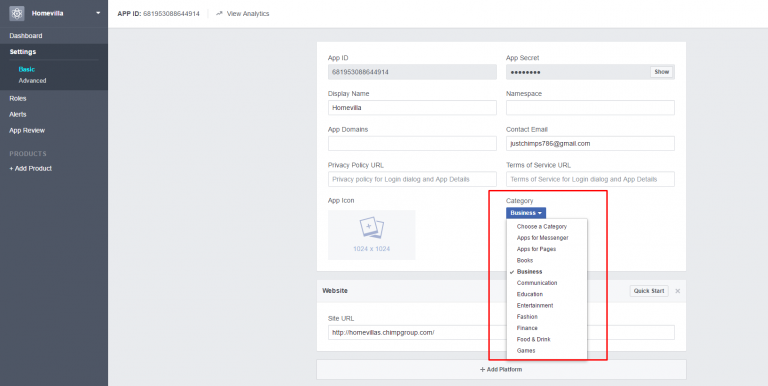 Homevilla
APP ID: 681953088644914
View Analytics
Dashboard
Settings
Basic
Advanced
Roles
Alerts
App Review
PRODUCTS
+ Add Product
App ID
681953088644914
App Secret
●●●●●●●●
Show
Display Name
Homevilla
Namespace
App Domains
Contact Email
justchimps786@gmail.com
Privacy Policy URL
Privacy policy for Login dialog and App Details
Terms of Service URL
Terms of Service for Login dialog and App Details
App Icon
1024 x 1024
Category
Business
Choose a Category
Apps for Messenger
Apps for Pages
Books
Business
Communication
Education
Entertainment
Fashion
Finance
Food & Drink
Games
Website
Quick Start
Site URL
http://homevillas.chimpgroup.com/
+ Add Platform